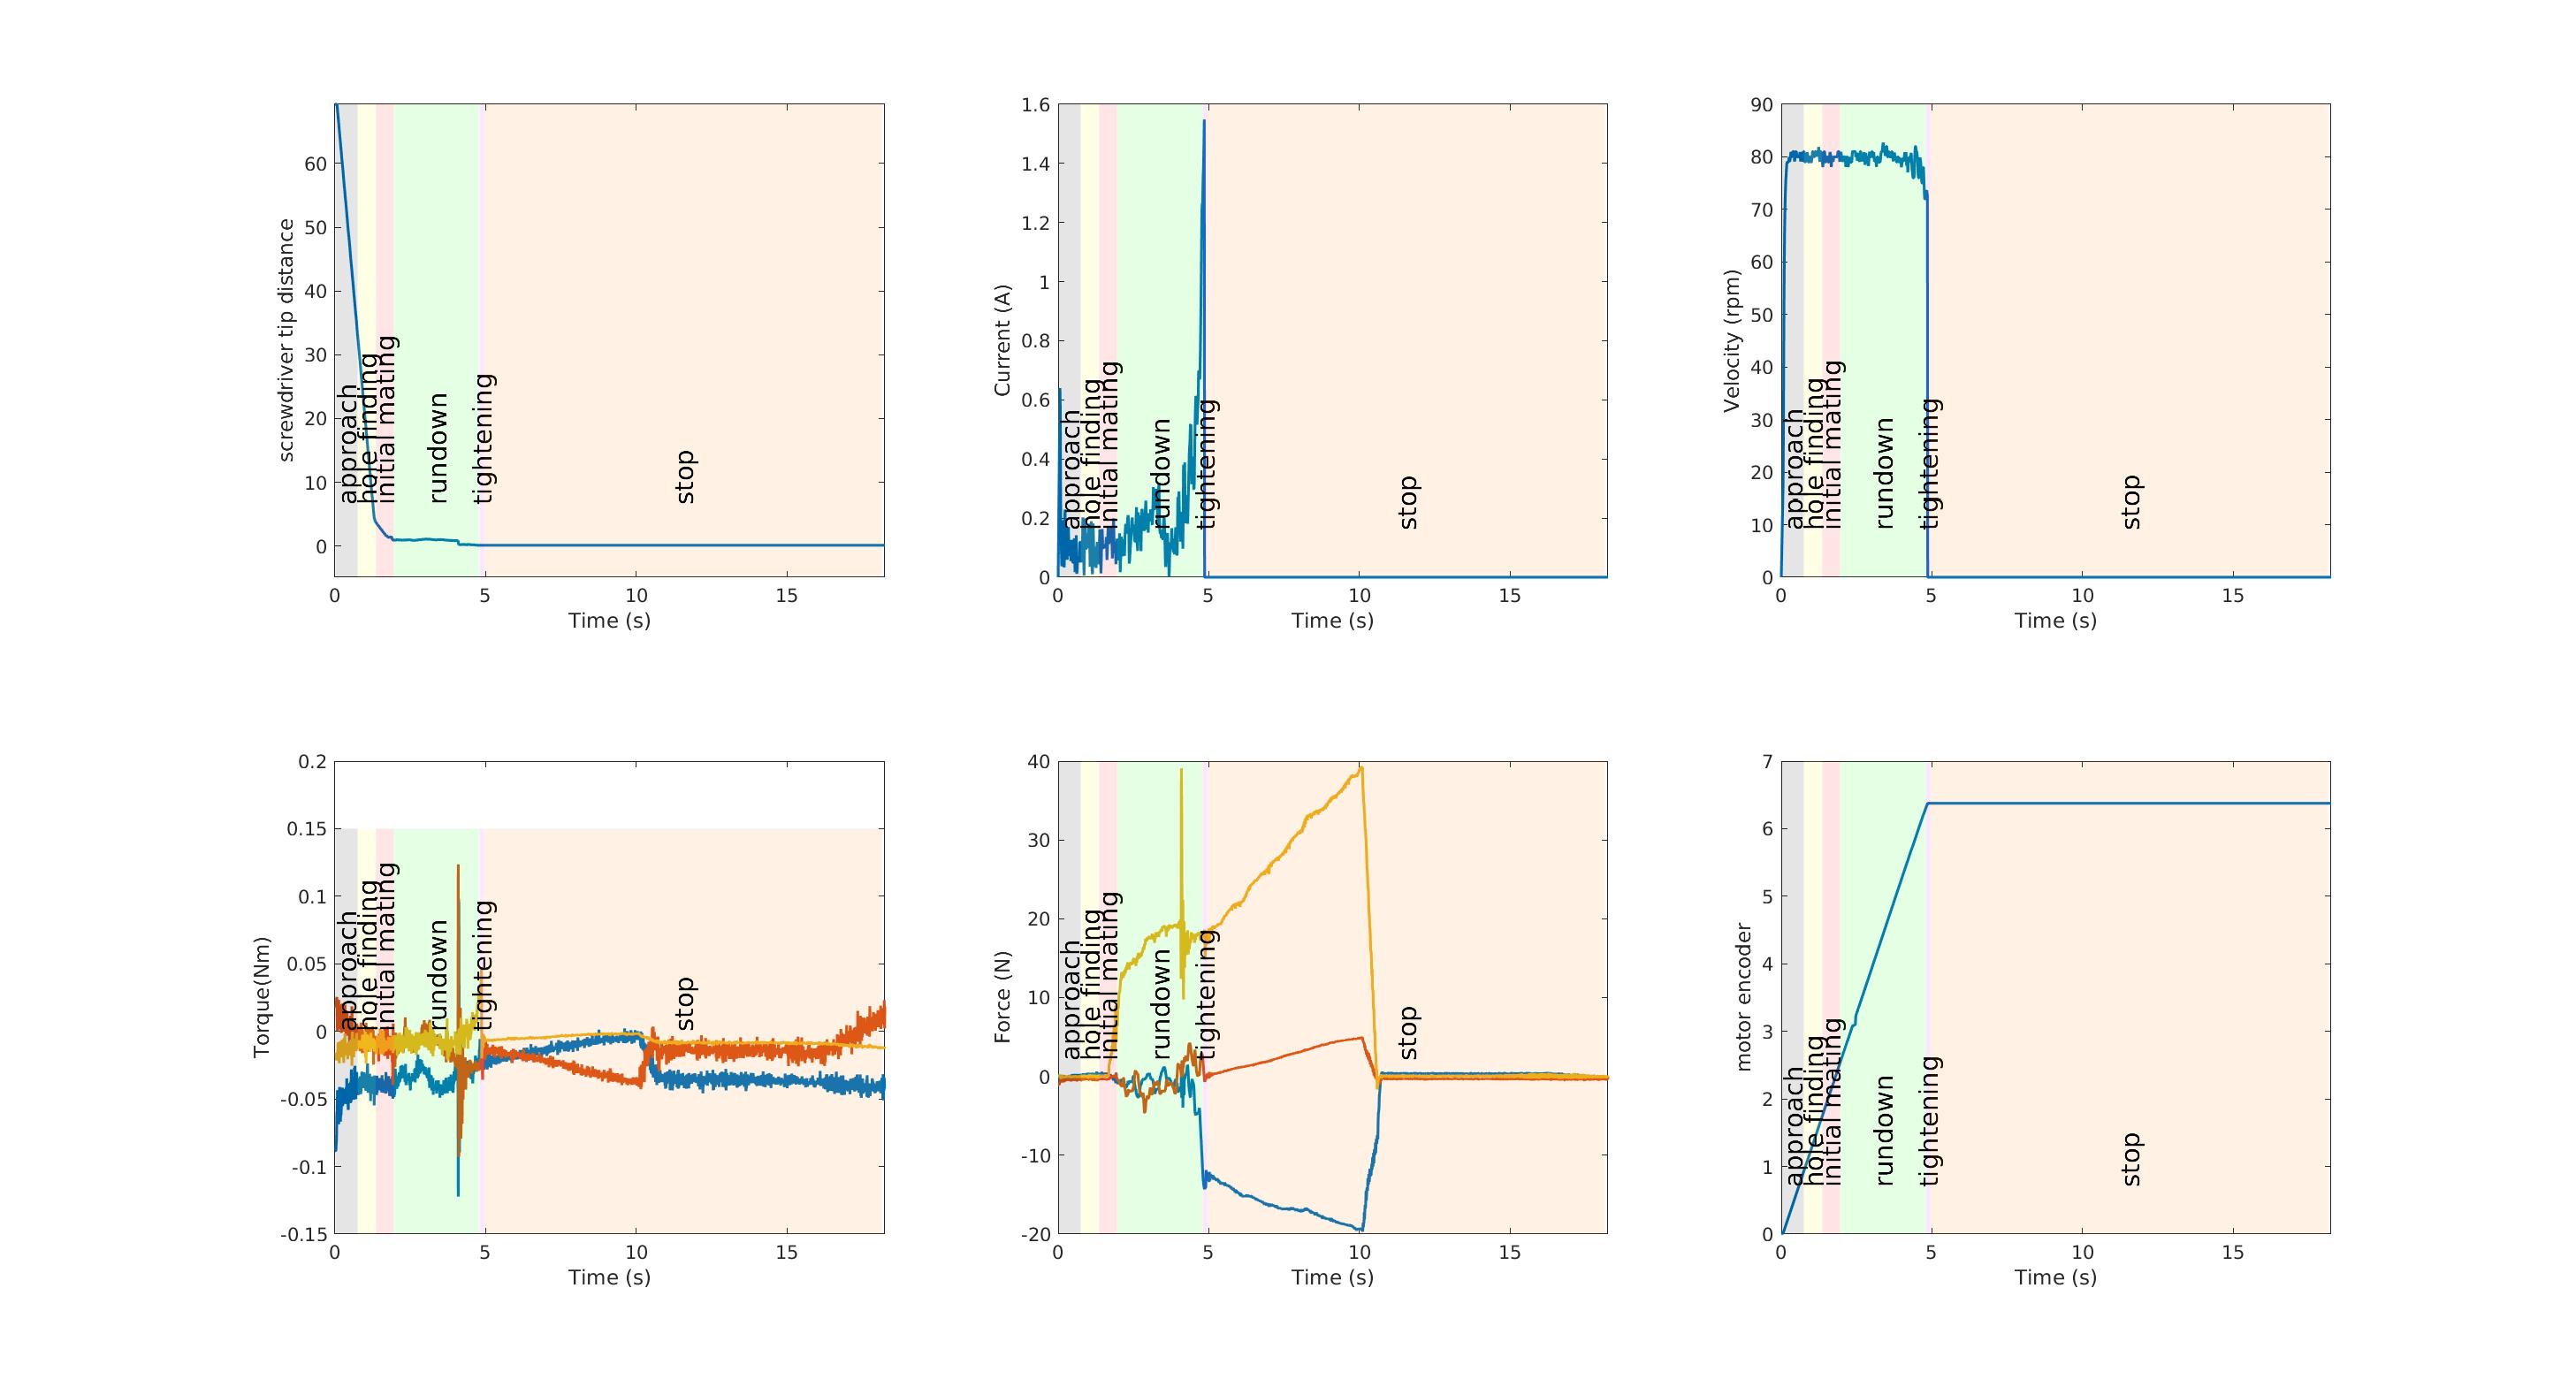 screwdriver tip distance
60
50
40
30
20
10
0
approach
hole finding
initial mating
rundown
tightening
stop
0 5 10 15
Time (s)
Current (A)
1.6
1.4
1.2
1
0.8
0.6
0.4
0.2
0
approach
hole finding
initial mating
rundown
tightening
stop
0 5 10 15
Time (s)
Velocity (rpm)
90
80
70
60
50
40
30
20
10
0
approach
hole finding
initial mating
rundown
tightening
stop
0 5 10 15
Time (s)
Torque(Nm)
0.2
0.15
0.1
0.05
0
-0.05
-0.1
-0.15
approach
hole finding
initial mating
rundown
tightening
stop
0 5 10 15
Time (s)
Force (N)
40
30
20
10
0
-10
-20
approach
hole finding
initial mating
rundown
tightening
stop
0 5 10 15
Time (s)
motor encoder
7
6
5
4
3
2
1
0
approach
hole finding
initial mating
rundown
tightening
stop
0 5 10 15
Time (s)